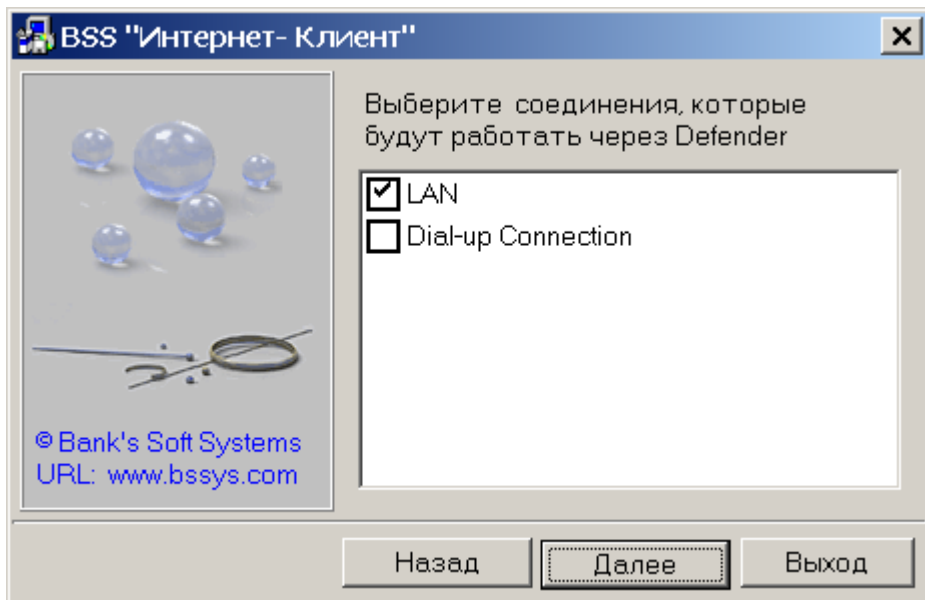 BSS "Интернет- Клиент"
Выберите соединения, которые
будут работать через Defender
LAN
Dial-up Connection
© Bank's Soft Systems
URL: www.bssys.com
Назад
Далее
Выход